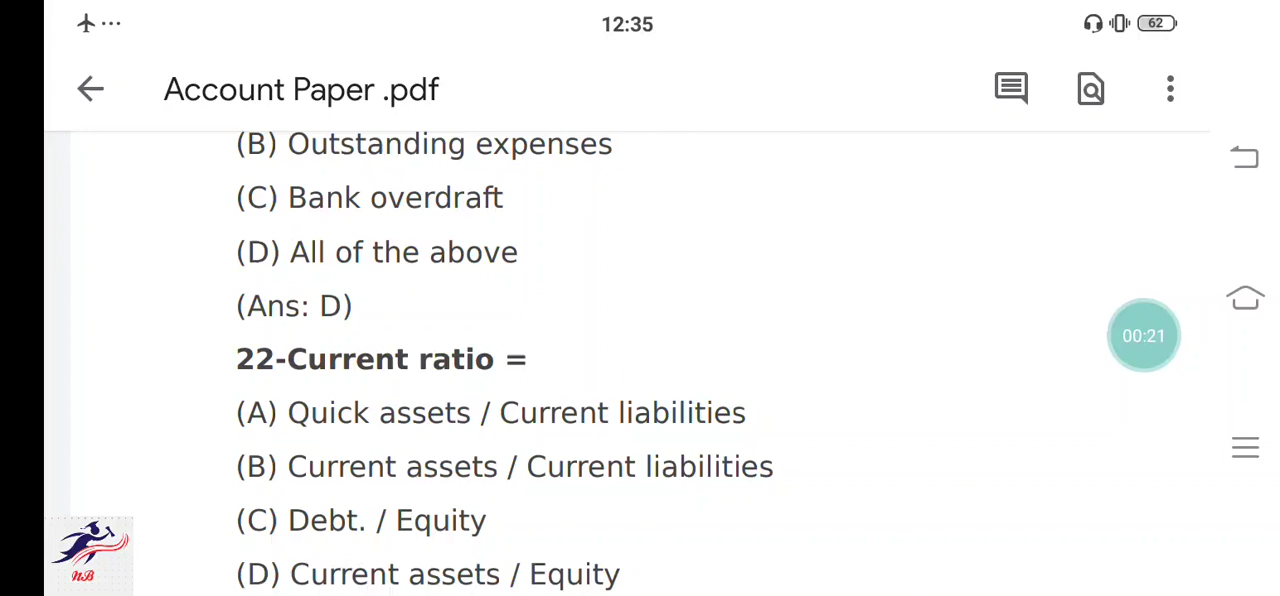 12:35
62
Account Paper .pdf
(B) Outstanding expenses
(C) Bank overdraft
(D) All of the above
(Ans: D)
00:21
22-Current ratio =
(A) Quick assets / Current liabilities
(B) Current assets / Current liabilities
(C) Debt. / Equity
(D) Current assets / Equity
NB